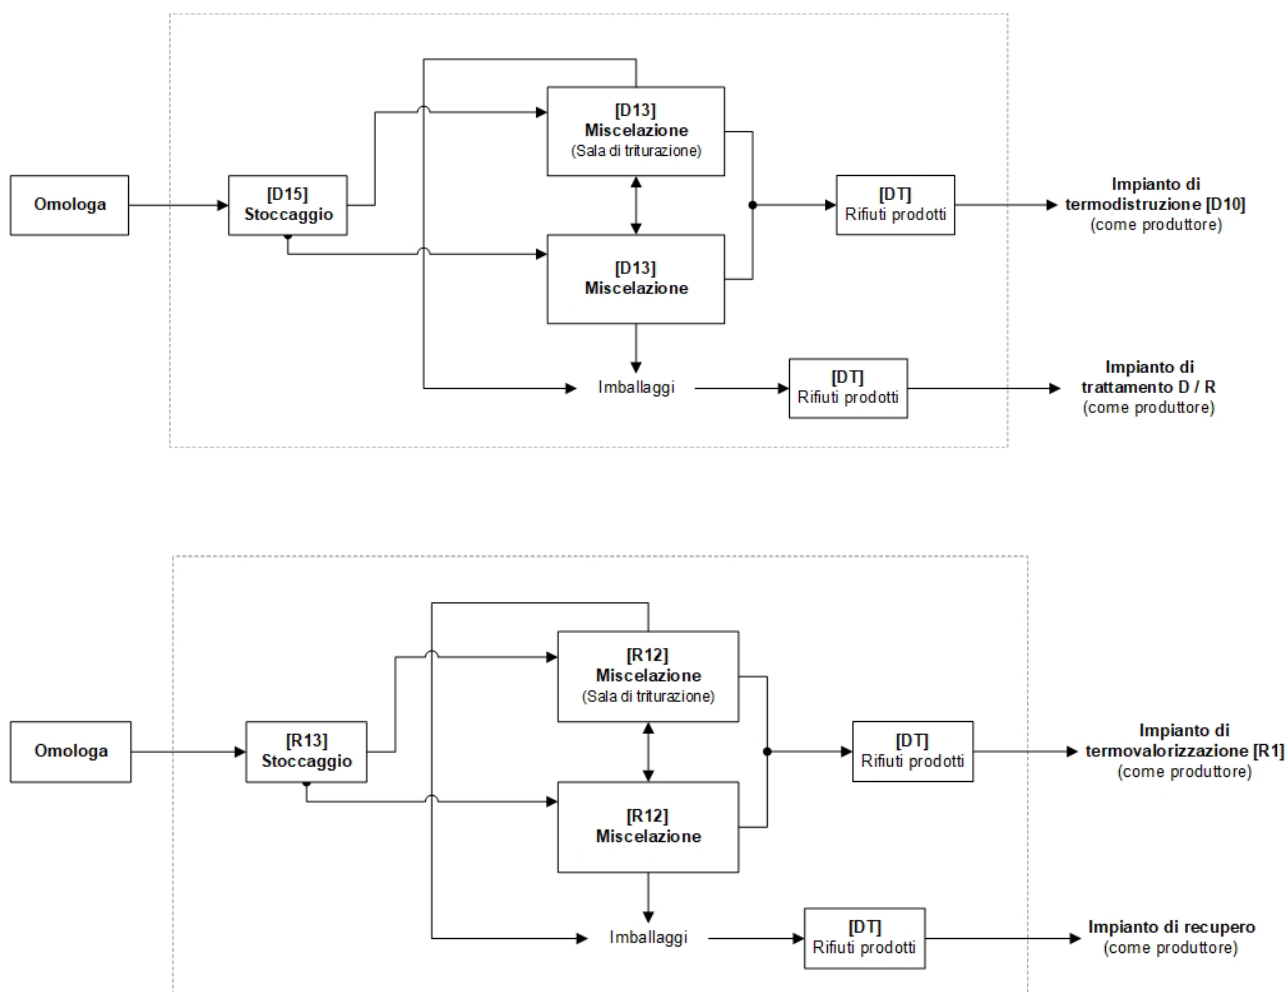 [D13]
Miscelazione
(Sala di triturazione)
Omologa
[D15]
Stoccaggio
[DT]
Rifiuti prodotti
Impianto di
termodistruzione [D10]
(come produttore)
[D13]
Miscelazione
Imballaggi
[DT]
Rifiuti prodotti
Impianto di
trattamento D / R
(come produttore)
[R12]
Miscelazione
(Sala di triturazione)
Omologa
[R13]
Stoccaggio
[DT]
Rifiuti prodotti
Impianto di
termovalorizzazione [R1]
(come produttore)
[R12]
Miscelazione
Imballaggi
[DT]
Rifiuti prodotti
Impianto di recupero
(come produttore)